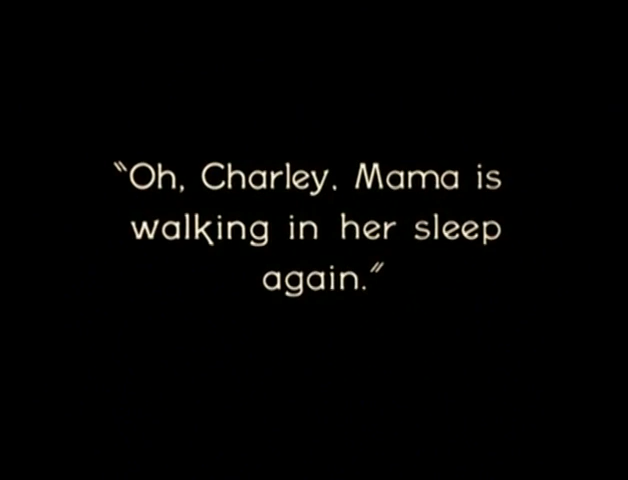 "Oh, Charley, Mama is
walking in her sleep
again."